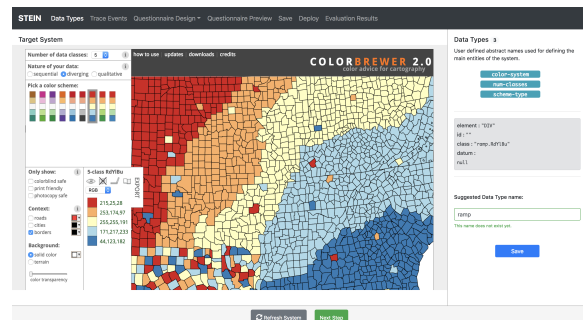 STEIN Data Types Trace Events Questionnaire Design Questionnaire Preview Save Deploy Evaluation Results
Target System
Number of data classes: 5 i
how to use updates downloads credits
COLORBREWER 2.0
color advice for cartography
Nature of your data: i
sequential diverging qualitative
Pick a color scheme:
Only show: i
colorblind safe
print friendly
photocopy safe
Context: i
roads
cities
borders
Background:
solid color
terrain
color transparency
5-class RdYlBu
EXPORT
RGB
215,25,28
253,174,97
255,255,191
171,217,233
44,123,182
Data Types 3
User defined abstract names used for defining the
main entities of the system.
color-system
num-classes
scheme-type
element : "DIV"
id : ""
class : "ramp RdYlBu"
datum :
null
Suggested Data Type name:
ramp
This name does not exist yet.
Save
Refresh System
Next Step